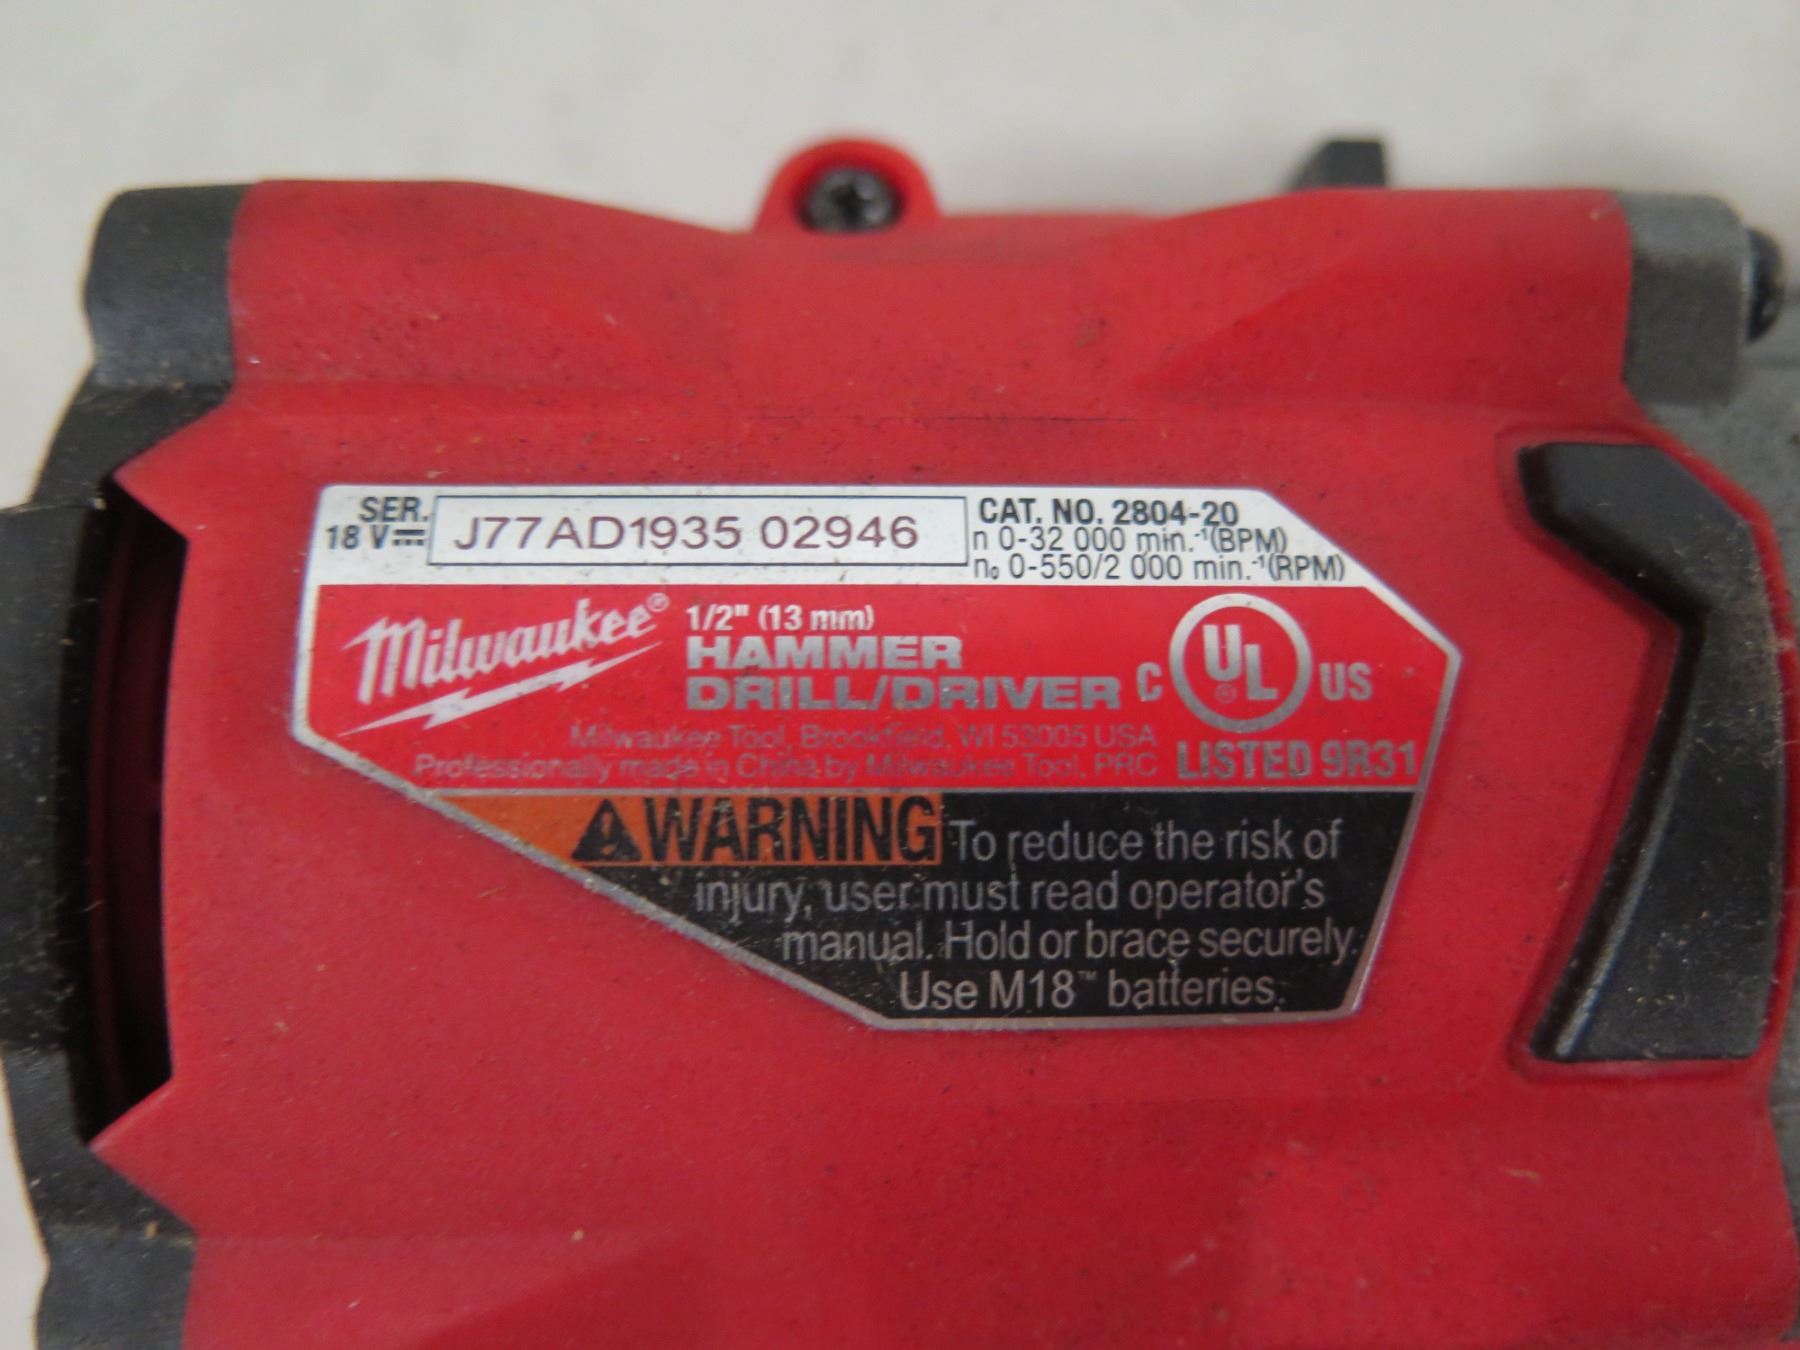 SER. J77AD1935 02946 CAT. NO. 2804-20
18 V n 0-32 000 min.-1(BPM)
n₀ 0-550/2 000 min.-1(RPM)
Milwaukee® 1/2" (13 mm)
HAMMER
DRILL/DRIVER C UL® US
Milwaukee Tool, Brookfield, WI 53005 USA
Professionally made in China by Milwaukee Tool, PRC LISTED 9R31
WARNING To reduce the risk of
injury, user must read operator's
manual. Hold or brace securely.
Use M18™ batteries.